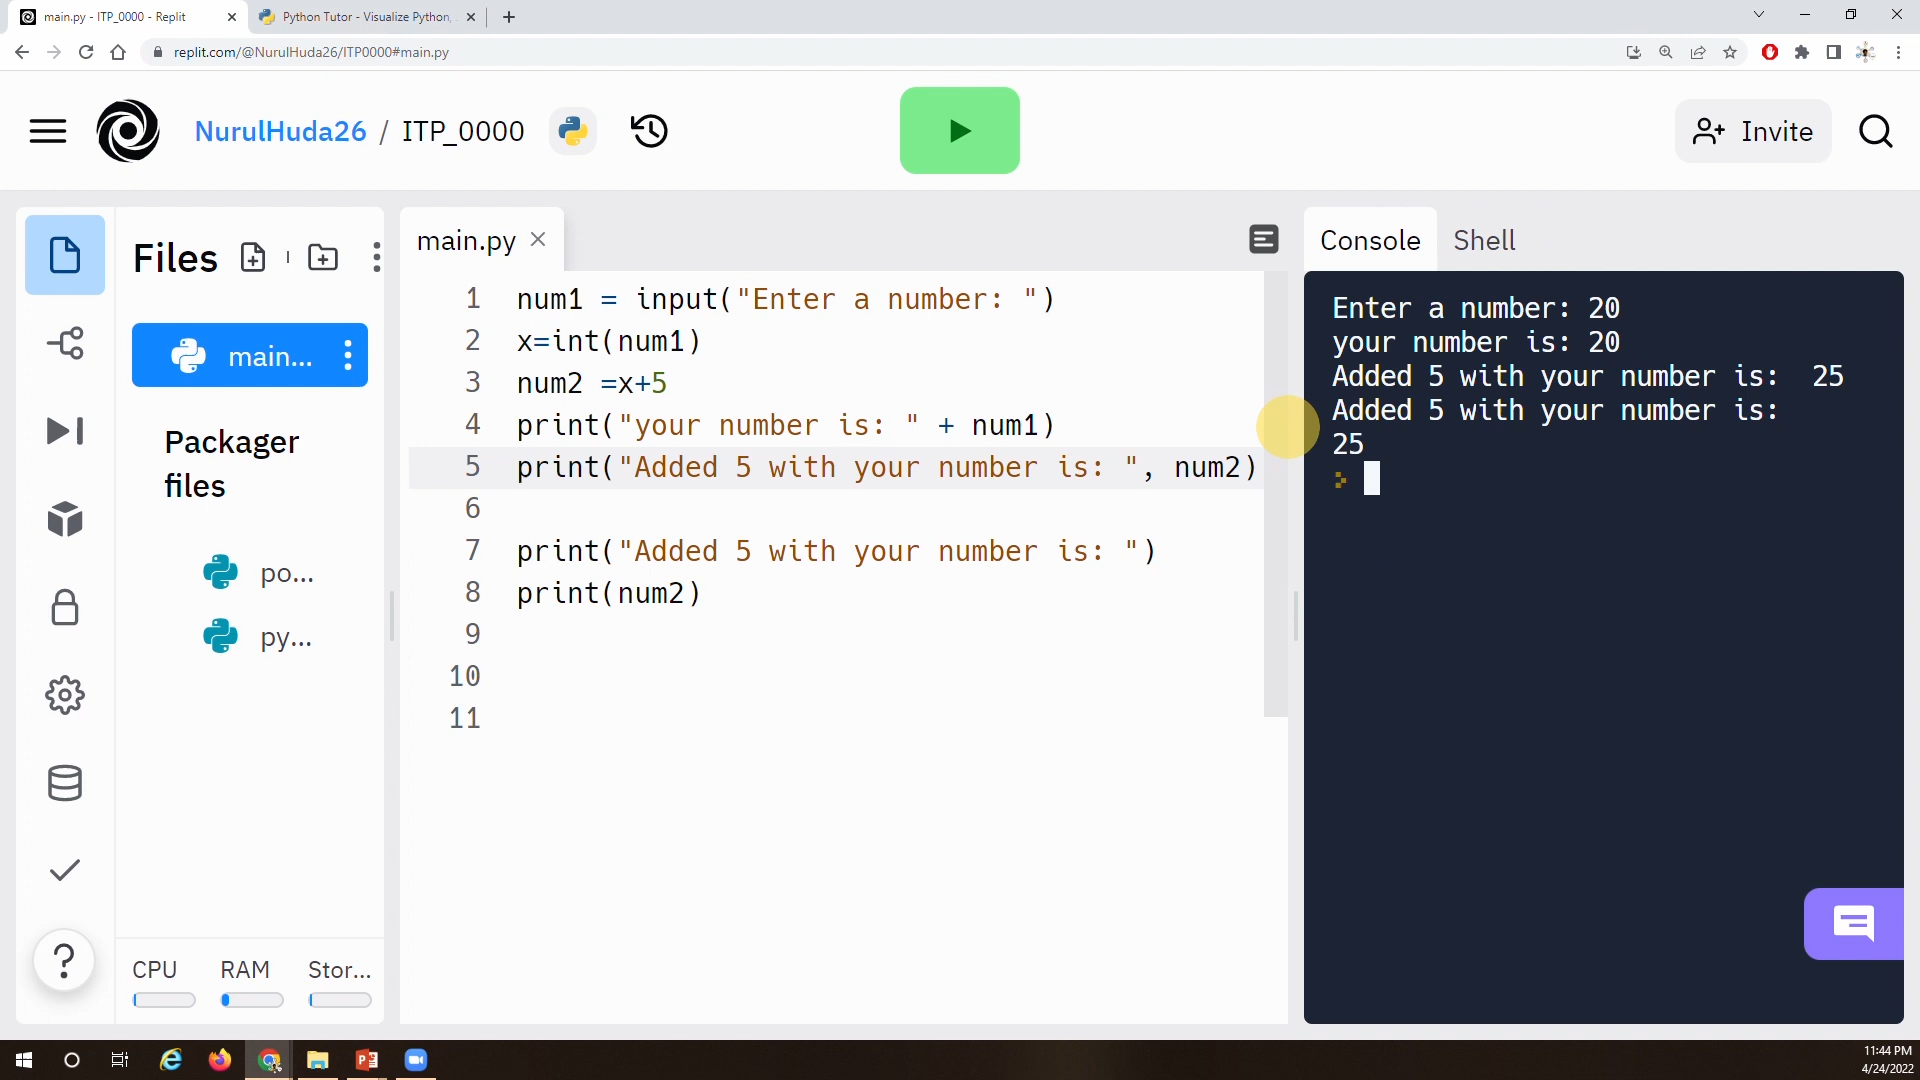 main.py - ITP_0000 - Replit
Python Tutor - Visualize Python,
replit.com/@NurulHuda26/ITP0000#main.py
NurulHuda26 / ITP_0000
Invite
Files
main...
Packager
files
po...
py...
CPU RAM Stor...
main.py
1 num1 = input("Enter a number: ")
2 x=int(num1)
3 num2 =x+5
4 print("your number is: " + num1)
5 print("Added 5 with your number is: ", num2)
6
7 print("Added 5 with your number is: ")
8 print(num2)
9
10
11
Console Shell
Enter a number: 20
your number is: 20
Added 5 with your number is:  25
Added 5 with your number is:
25
11:44 PM
4/24/2022